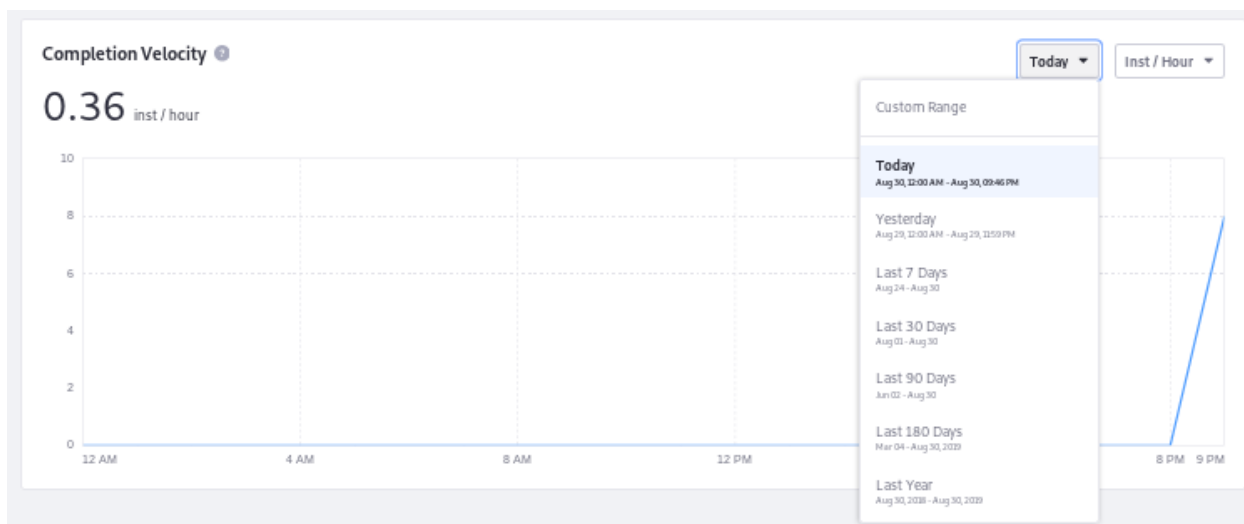 Completion Velocity ?
Today
Inst / Hour
0.36 inst / hour
Custom Range
Today
Aug 30, 12:00 AM - Aug 30, 09:46 PM
Yesterday
Aug 29, 12:00 AM - Aug 29, 11:59 PM
Last 7 Days
Aug 24 - Aug 30
Last 30 Days
Aug 01 - Aug 30
Last 90 Days
Jun 02 - Aug 30
Last 180 Days
Mar 04 - Aug 30, 2019
Last Year
Aug 30, 2018 - Aug 30, 2019
10
8
6
4
2
0
12 AM 4 AM 8 AM 12 PM 8 PM 9 PM